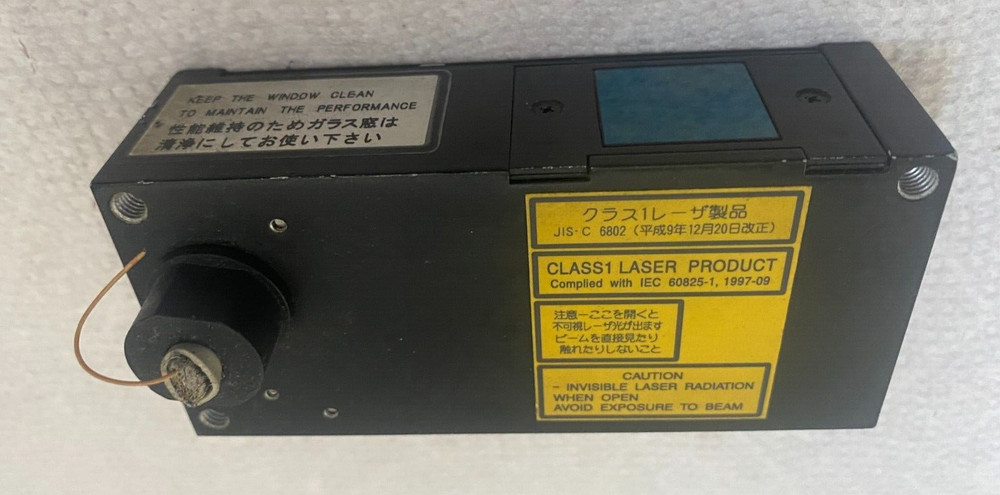 KEEP THE WINDOW CLEAN
TO MAINTAIN THE PERFORMANCE
性能維持のためガラス窓は
清浄にしてお使い下さい
クラス1レーザ製品
JIS・C 6802（平成9年12月20日改正）
CLASS1 LASER PRODUCT
Complied with IEC 60825-1, 1997-09
注意ーここを開くと
不可視レーザ光が出ます
ビームを直接見たり
触れたりしないこと
CAUTION
- INVISIBLE LASER RADIATION
WHEN OPEN
AVOID EXPOSURE TO BEAM